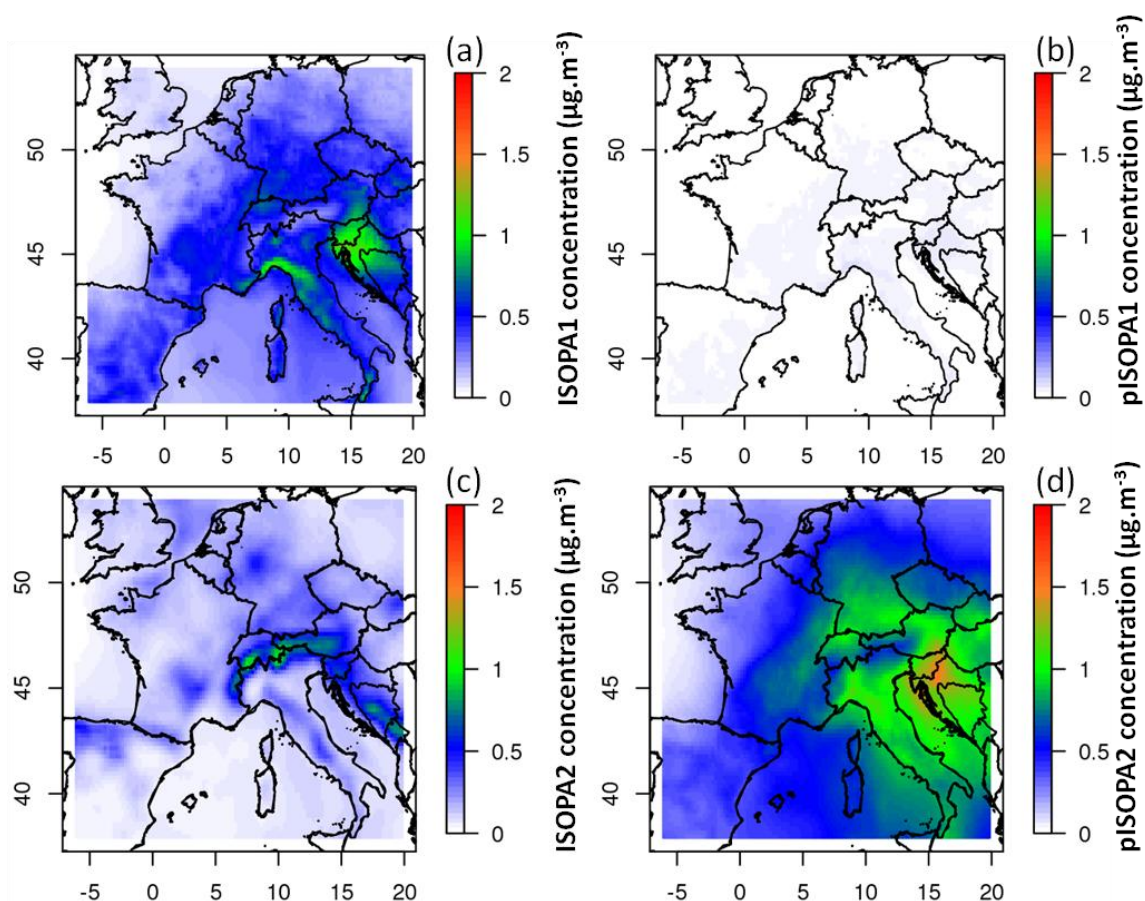 (a)
ISOPA1 concentration (µg.m⁻³)
2
1.5
1
0.5
0
50
45
40
-5 0 5 10 15 20
(b)
pISOPA1 concentration (µg.m⁻³)
2
1.5
1
0.5
0
50
45
40
-5 0 5 10 15 20
(c)
ISOPA2 concentration (µg.m⁻³)
2
1.5
1
0.5
0
50
45
40
-5 0 5 10 15 20
(d)
pISOPA2 concentration (µg.m⁻³)
2
1.5
1
0.5
0
50
45
40
-5 0 5 10 15 20